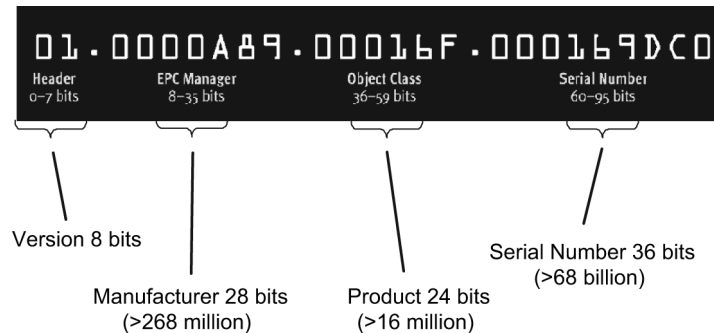 01.0000A89.00016F.000169DC0
Header EPC Manager Object Class Serial Number
0–7 bits 8–35 bits 36–59 bits 60–95 bits
Version 8 bits
Serial Number 36 bits
(>68 billion)
Manufacturer 28 bits
(>268 million)
Product 24 bits
(>16 million)